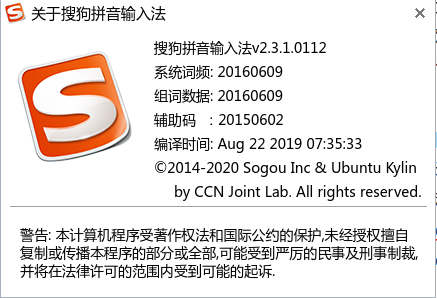 关于搜狗拼音输入法
搜狗拼音输入法v2.3.1.0112
系统词频: 20160609
组词数据: 20160609
辅助码 : 20150602
编译时间: Aug 22 2019 07:35:33
©2014-2020 Sogou Inc & Ubuntu Kylin
by CCN Joint Lab. All rights reserved.
警告: 本计算机程序受著作权法和国际公约的保护,未经授权擅自
复制或传播本程序的部分或全部,可能受到严厉的民事及刑事制裁,
并将在法律许可的范围内受到可能的起诉.